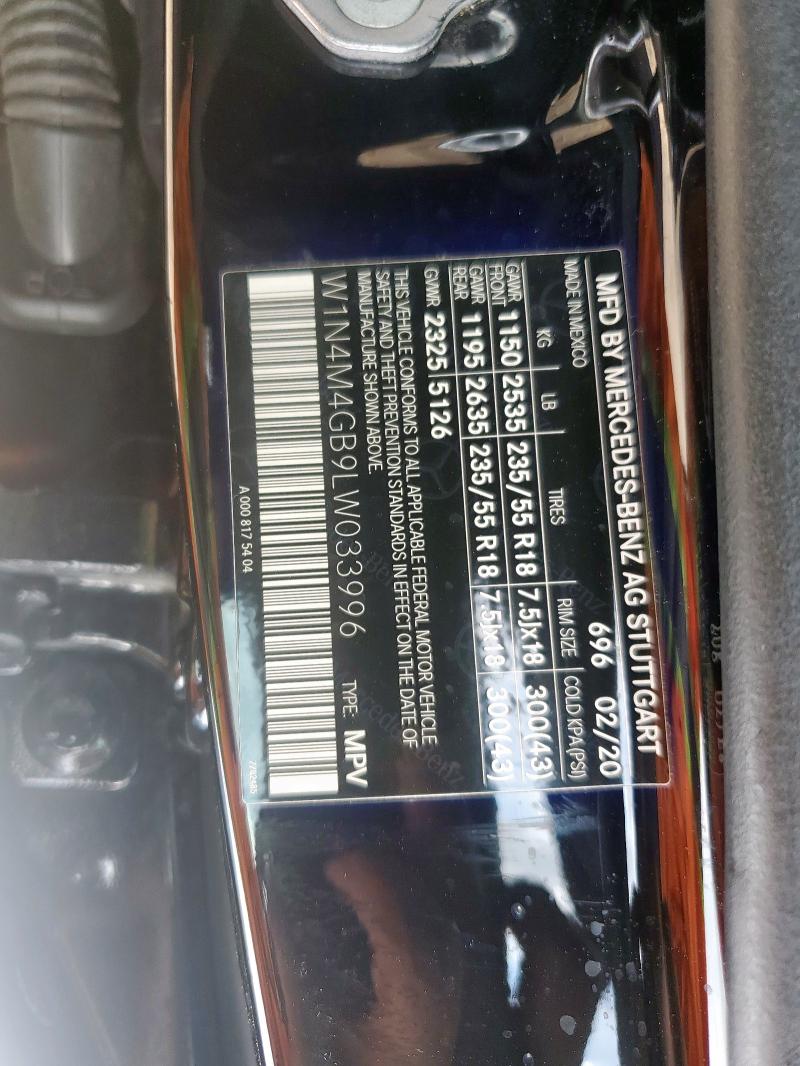 MFD BY MERCEDES-BENZ AG STUTTGART
MADE IN MEXICO 696 02/20
KG LB TIRES RIM SIZE COLD KPA(PSI)
GAWR FRONT 1150 2535 235/55 R18 7.5Jx18 300(43)
GAWR REAR 1195 2635 235/55 R18 7.5Jx18 300(43)
GWR 2325 5126
THIS VEHICLE CONFORMS TO ALL APPLICABLE FEDERAL MOTOR VEHICLE
SAFETY AND THEFT PREVENTION STANDARDS IN EFFECT ON THE DATE OF
MANUFACTURE SHOWN ABOVE.
W1N4M4GB9LW033996 TYPE: MPV
A 000 817 54 04
TOP